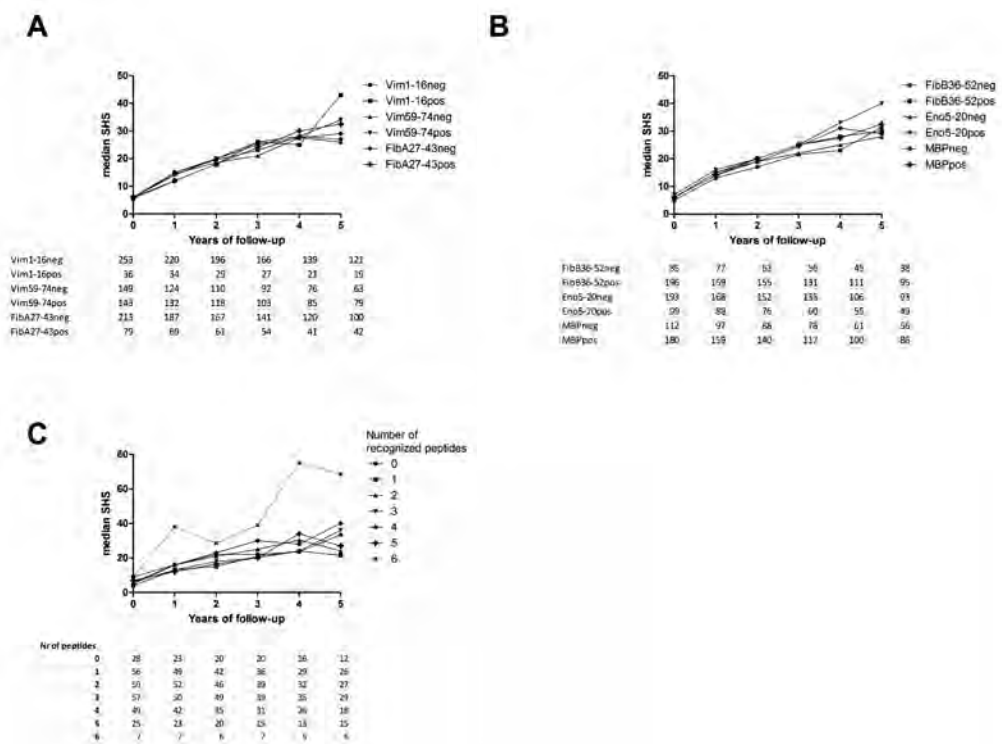 A
50
40
30
20
10
0
median SHS
0 1 2 3 4 5
Years of follow-up
Vim1-16neg
Vim1-16pos
Vim59-74neg
Vim59-74pos
FibA27-43neg
FibA27-43pos
Vim1-16neg 253 220 196 166 139 121
Vim1-16pos 36 34 29 27 23 19
Vim59-74neg 149 124 110 92 76 63
Vim59-74pos 143 132 118 103 85 79
FibA27-43neg 213 187 167 141 120 100
FibA27-43pos 79 69 61 54 41 42
B
50
40
30
20
10
0
median SHS
0 1 2 3 4 5
Years of follow-up
FibB36-52neg
FibB36-52pos
Eno5-20neg
Eno5-20pos
MBPneg
MBPpos
FibB36-52neg 77 45 38
FibB36-52pos 196 159 155 131 111 95
Eno5-20neg 193 168 152 135 106 93
Eno5-20pos 99 88 76 60 55 49
MBPneg 112 97 88 78 61 56
MBPpos 180 159 140 117 100 86
C
80
60
40
20
0
median SHS
0 1 2 3 4 5
Years of follow-up
Number of
recognized peptides
0
1
2
3
4
5
6
Nr of peptides
0 28 23 20 20 16 12
1 56 49 42 36 29 26
2 52 46 39 32 27
3 57 50 49 39 35 29
4 49 42 35 31 26 18
5 25 23 20 15 13 15
6 7 7 6 7 5 6